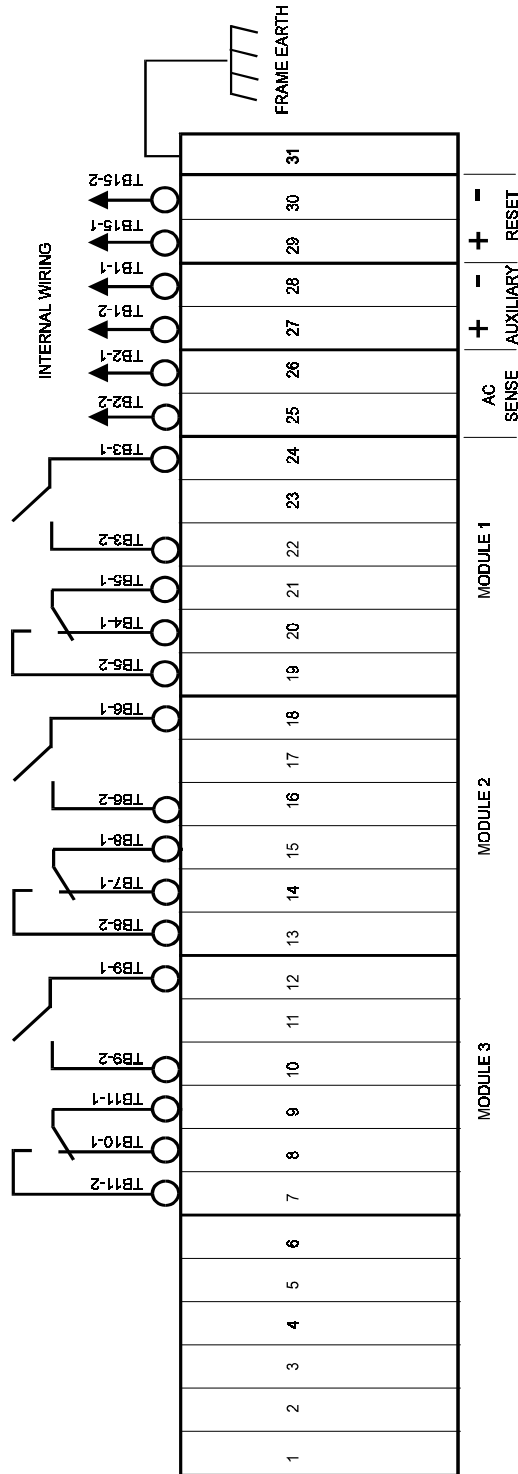 FRAME EARTH
INTERNAL WIRING
TB15-2
TB15-1
TB1-1
TB1-2
TB2-1
TB2-2
TB3-1
TB3-2
TB5-1
TB4-1
TB5-2
TB6-1
TB6-2
TB8-1
TB7-1
TB8-2
TB9-1
TB9-2
TB11-1
TB10-1
TB11-2
31
30
29
28
27
26
25
24
23
22
21
20
19
18
17
16
15
14
13
12
11
10
9
8
7
6
5
4
3
2
1
+ -
RESET
+ -
AUXILIARY
AC
SENSE
MODULE 1
MODULE 2
MODULE 3